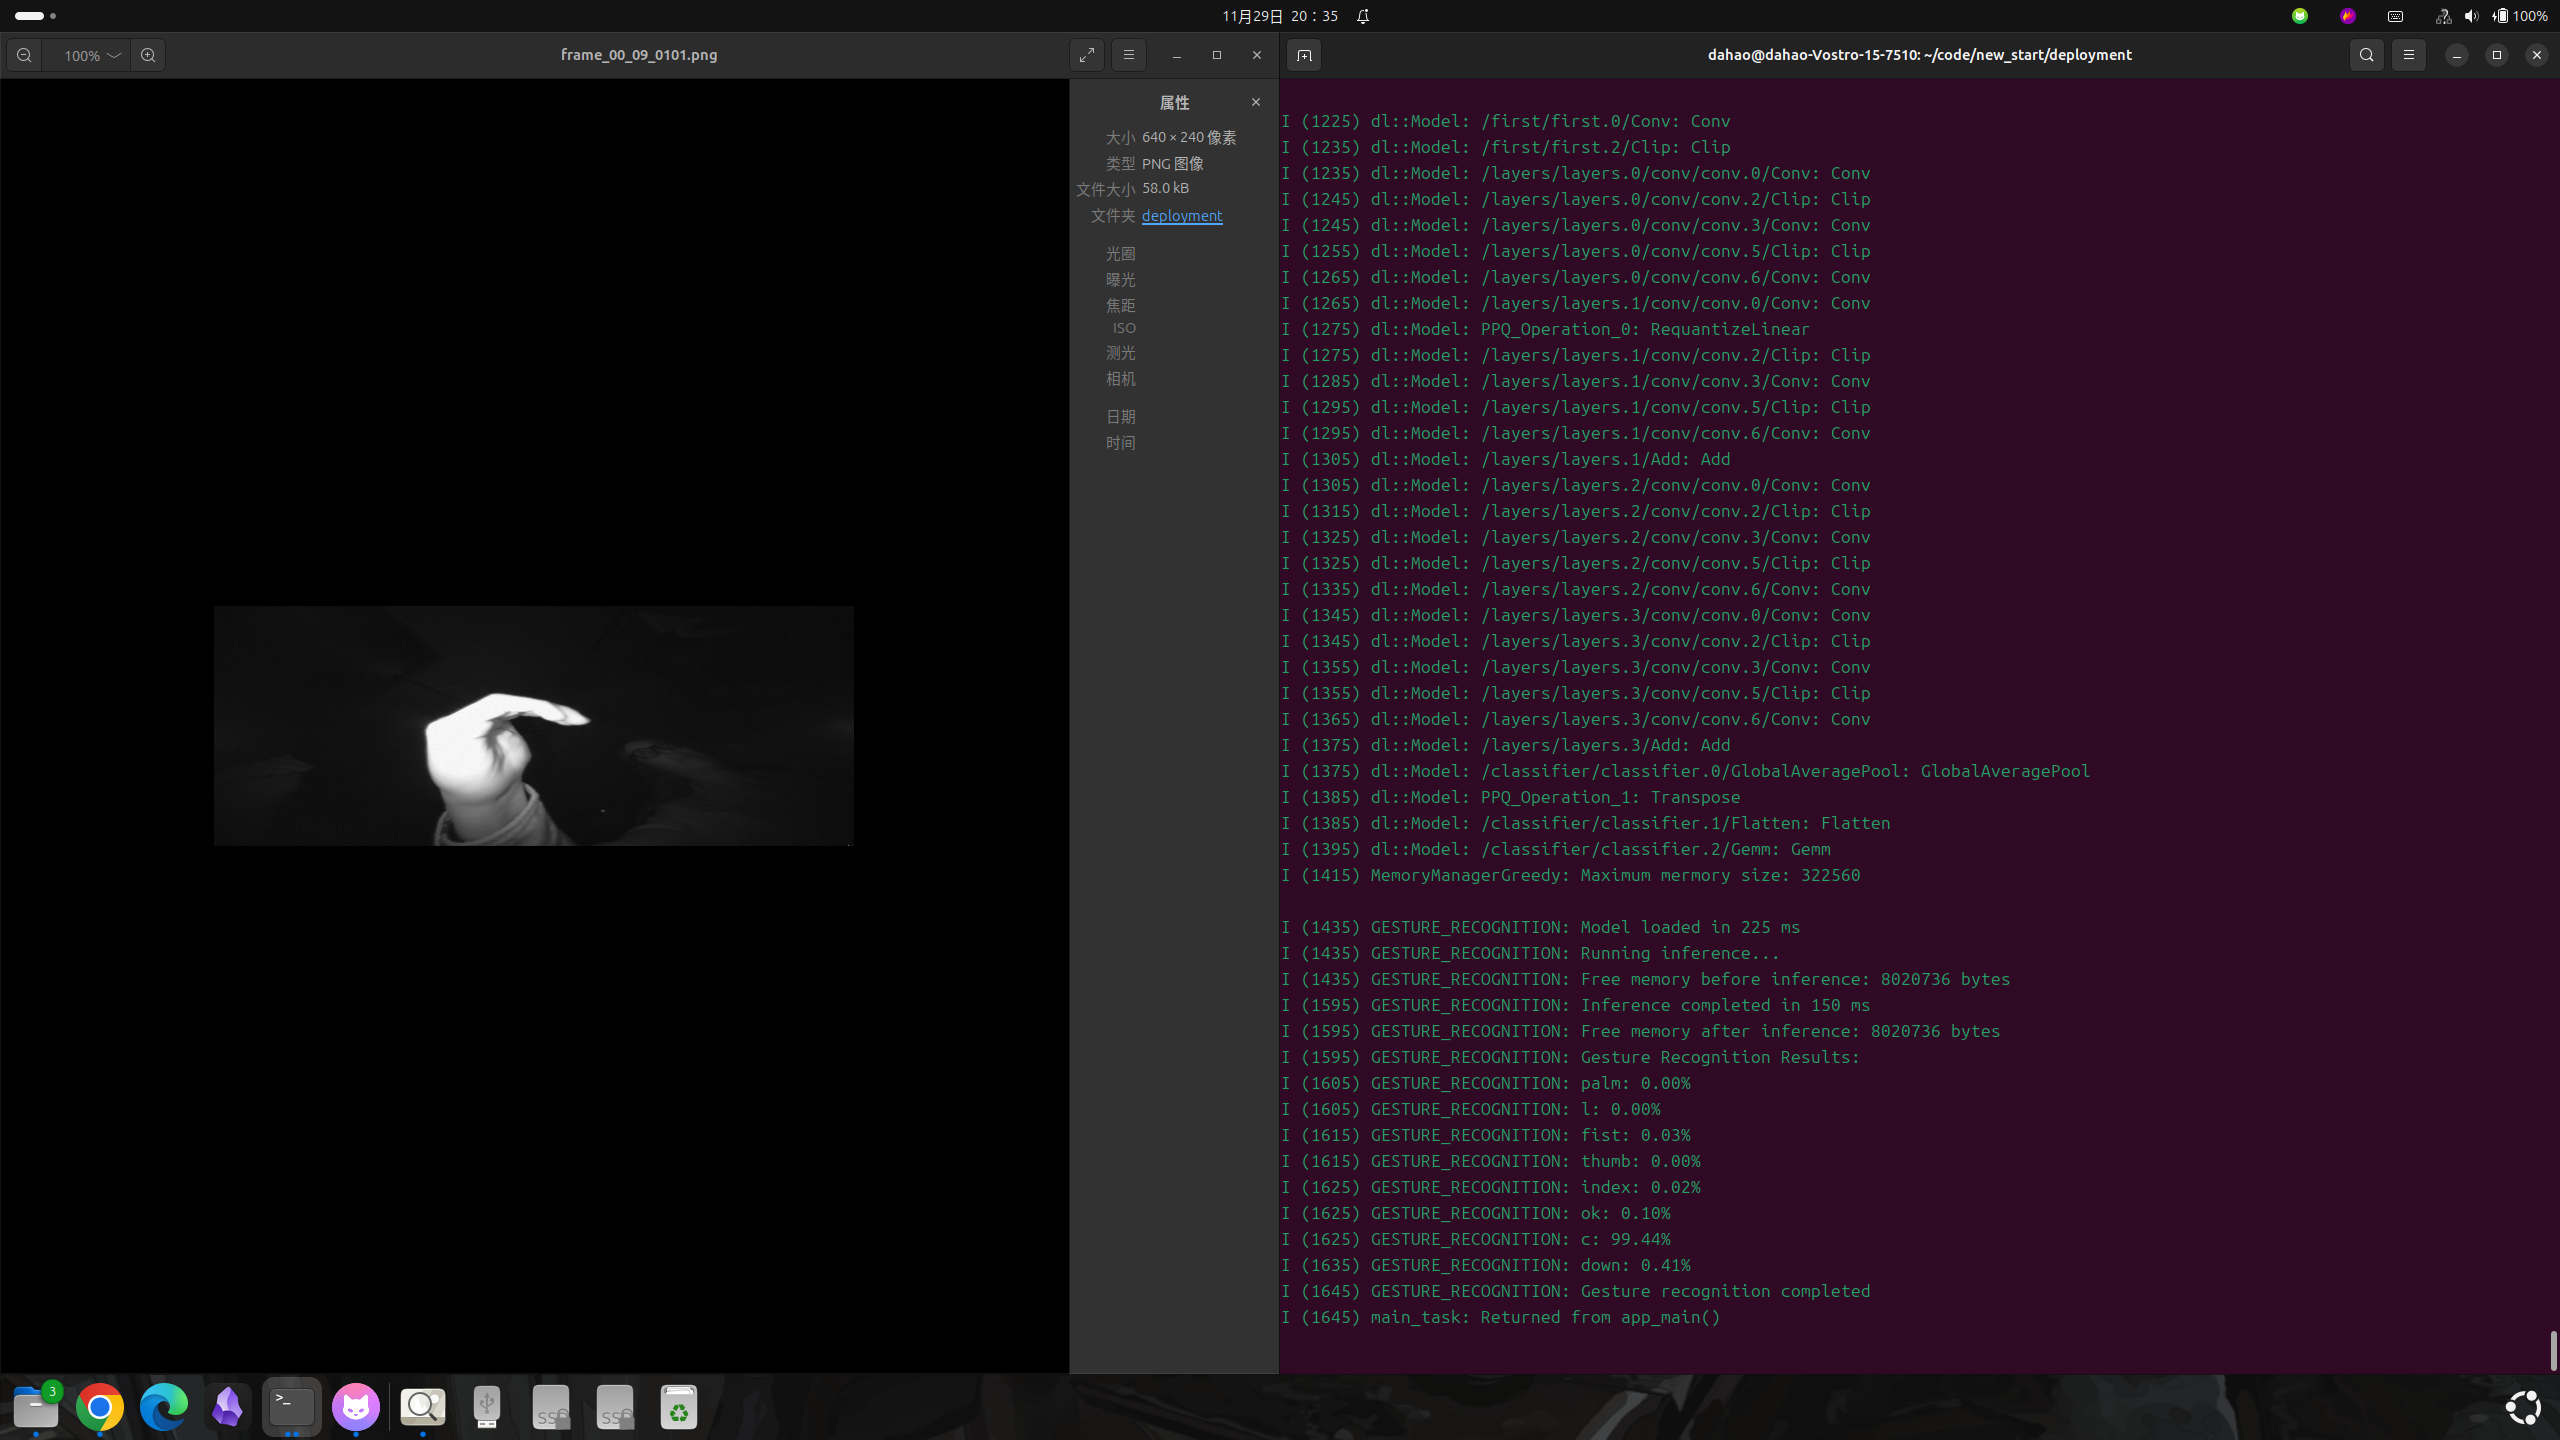 11月29日 20：35
100%
100%
frame_00_09_0101.png
dahao@dahao-Vostro-15-7510: ~/code/new_start/deployment
属性
大小 640 × 240 像素
类型 PNG 图像
文件大小 58.0 kB
文件夹 deployment
光圈
曝光
焦距
ISO
测光
相机
日期
时间
I (1225) dl::Model: /first/first.0/Conv: Conv
I (1235) dl::Model: /first/first.2/Clip: Clip
I (1235) dl::Model: /layers/layers.0/conv/conv.0/Conv: Conv
I (1245) dl::Model: /layers/layers.0/conv/conv.2/Clip: Clip
I (1245) dl::Model: /layers/layers.0/conv/conv.3/Conv: Conv
I (1255) dl::Model: /layers/layers.0/conv/conv.5/Clip: Clip
I (1265) dl::Model: /layers/layers.0/conv/conv.6/Conv: Conv
I (1265) dl::Model: /layers/layers.1/conv/conv.0/Conv: Conv
I (1275) dl::Model: PPQ_Operation_0: RequantizeLinear
I (1275) dl::Model: /layers/layers.1/conv/conv.2/Clip: Clip
I (1285) dl::Model: /layers/layers.1/conv/conv.3/Conv: Conv
I (1295) dl::Model: /layers/layers.1/conv/conv.5/Clip: Clip
I (1295) dl::Model: /layers/layers.1/conv/conv.6/Conv: Conv
I (1305) dl::Model: /layers/layers.1/Add: Add
I (1305) dl::Model: /layers/layers.2/conv/conv.0/Conv: Conv
I (1315) dl::Model: /layers/layers.2/conv/conv.2/Clip: Clip
I (1325) dl::Model: /layers/layers.2/conv/conv.3/Conv: Conv
I (1325) dl::Model: /layers/layers.2/conv/conv.5/Clip: Clip
I (1335) dl::Model: /layers/layers.2/conv/conv.6/Conv: Conv
I (1345) dl::Model: /layers/layers.3/conv/conv.0/Conv: Conv
I (1345) dl::Model: /layers/layers.3/conv/conv.2/Clip: Clip
I (1355) dl::Model: /layers/layers.3/conv/conv.3/Conv: Conv
I (1355) dl::Model: /layers/layers.3/conv/conv.5/Clip: Clip
I (1365) dl::Model: /layers/layers.3/conv/conv.6/Conv: Conv
I (1375) dl::Model: /layers/layers.3/Add: Add
I (1375) dl::Model: /classifier/classifier.0/GlobalAveragePool: GlobalAveragePool
I (1385) dl::Model: PPQ_Operation_1: Transpose
I (1385) dl::Model: /classifier/classifier.1/Flatten: Flatten
I (1395) dl::Model: /classifier/classifier.2/Gemm: Gemm
I (1415) MemoryManagerGreedy: Maximum mermory size: 322560
I (1435) GESTURE_RECOGNITION: Model loaded in 225 ms
I (1435) GESTURE_RECOGNITION: Running inference...
I (1435) GESTURE_RECOGNITION: Free memory before inference: 8020736 bytes
I (1595) GESTURE_RECOGNITION: Inference completed in 150 ms
I (1595) GESTURE_RECOGNITION: Free memory after inference: 8020736 bytes
I (1595) GESTURE_RECOGNITION: Gesture Recognition Results:
I (1605) GESTURE_RECOGNITION: palm: 0.00%
I (1605) GESTURE_RECOGNITION: l: 0.00%
I (1615) GESTURE_RECOGNITION: fist: 0.03%
I (1615) GESTURE_RECOGNITION: thumb: 0.00%
I (1625) GESTURE_RECOGNITION: index: 0.02%
I (1625) GESTURE_RECOGNITION: ok: 0.10%
I (1625) GESTURE_RECOGNITION: c: 99.44%
I (1635) GESTURE_RECOGNITION: down: 0.41%
I (1645) GESTURE_RECOGNITION: Gesture recognition completed
I (1645) main_task: Returned from app_main()
3